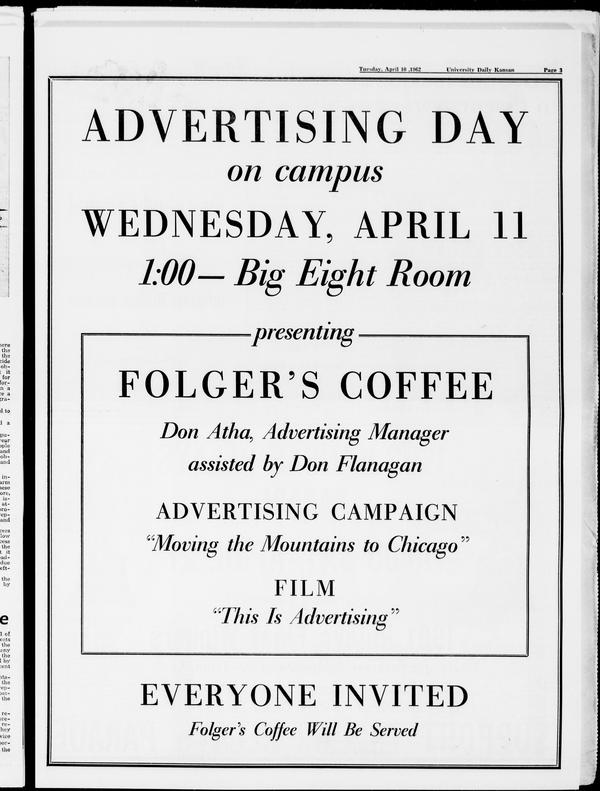 Tuesday, April 10 ,1962 University Daily Kansan Page 3
ADVERTISING DAY
on campus
WEDNESDAY, APRIL 11
1:00— Big Eight Room
presenting
FOLGER'S COFFEE
Don Atha, Advertising Manager
assisted by Don Flanagan
ADVERTISING CAMPAIGN
"Moving the Mountains to Chicago"
FILM
"This Is Advertising"
EVERYONE INVITED
Folger's Coffee Will Be Served